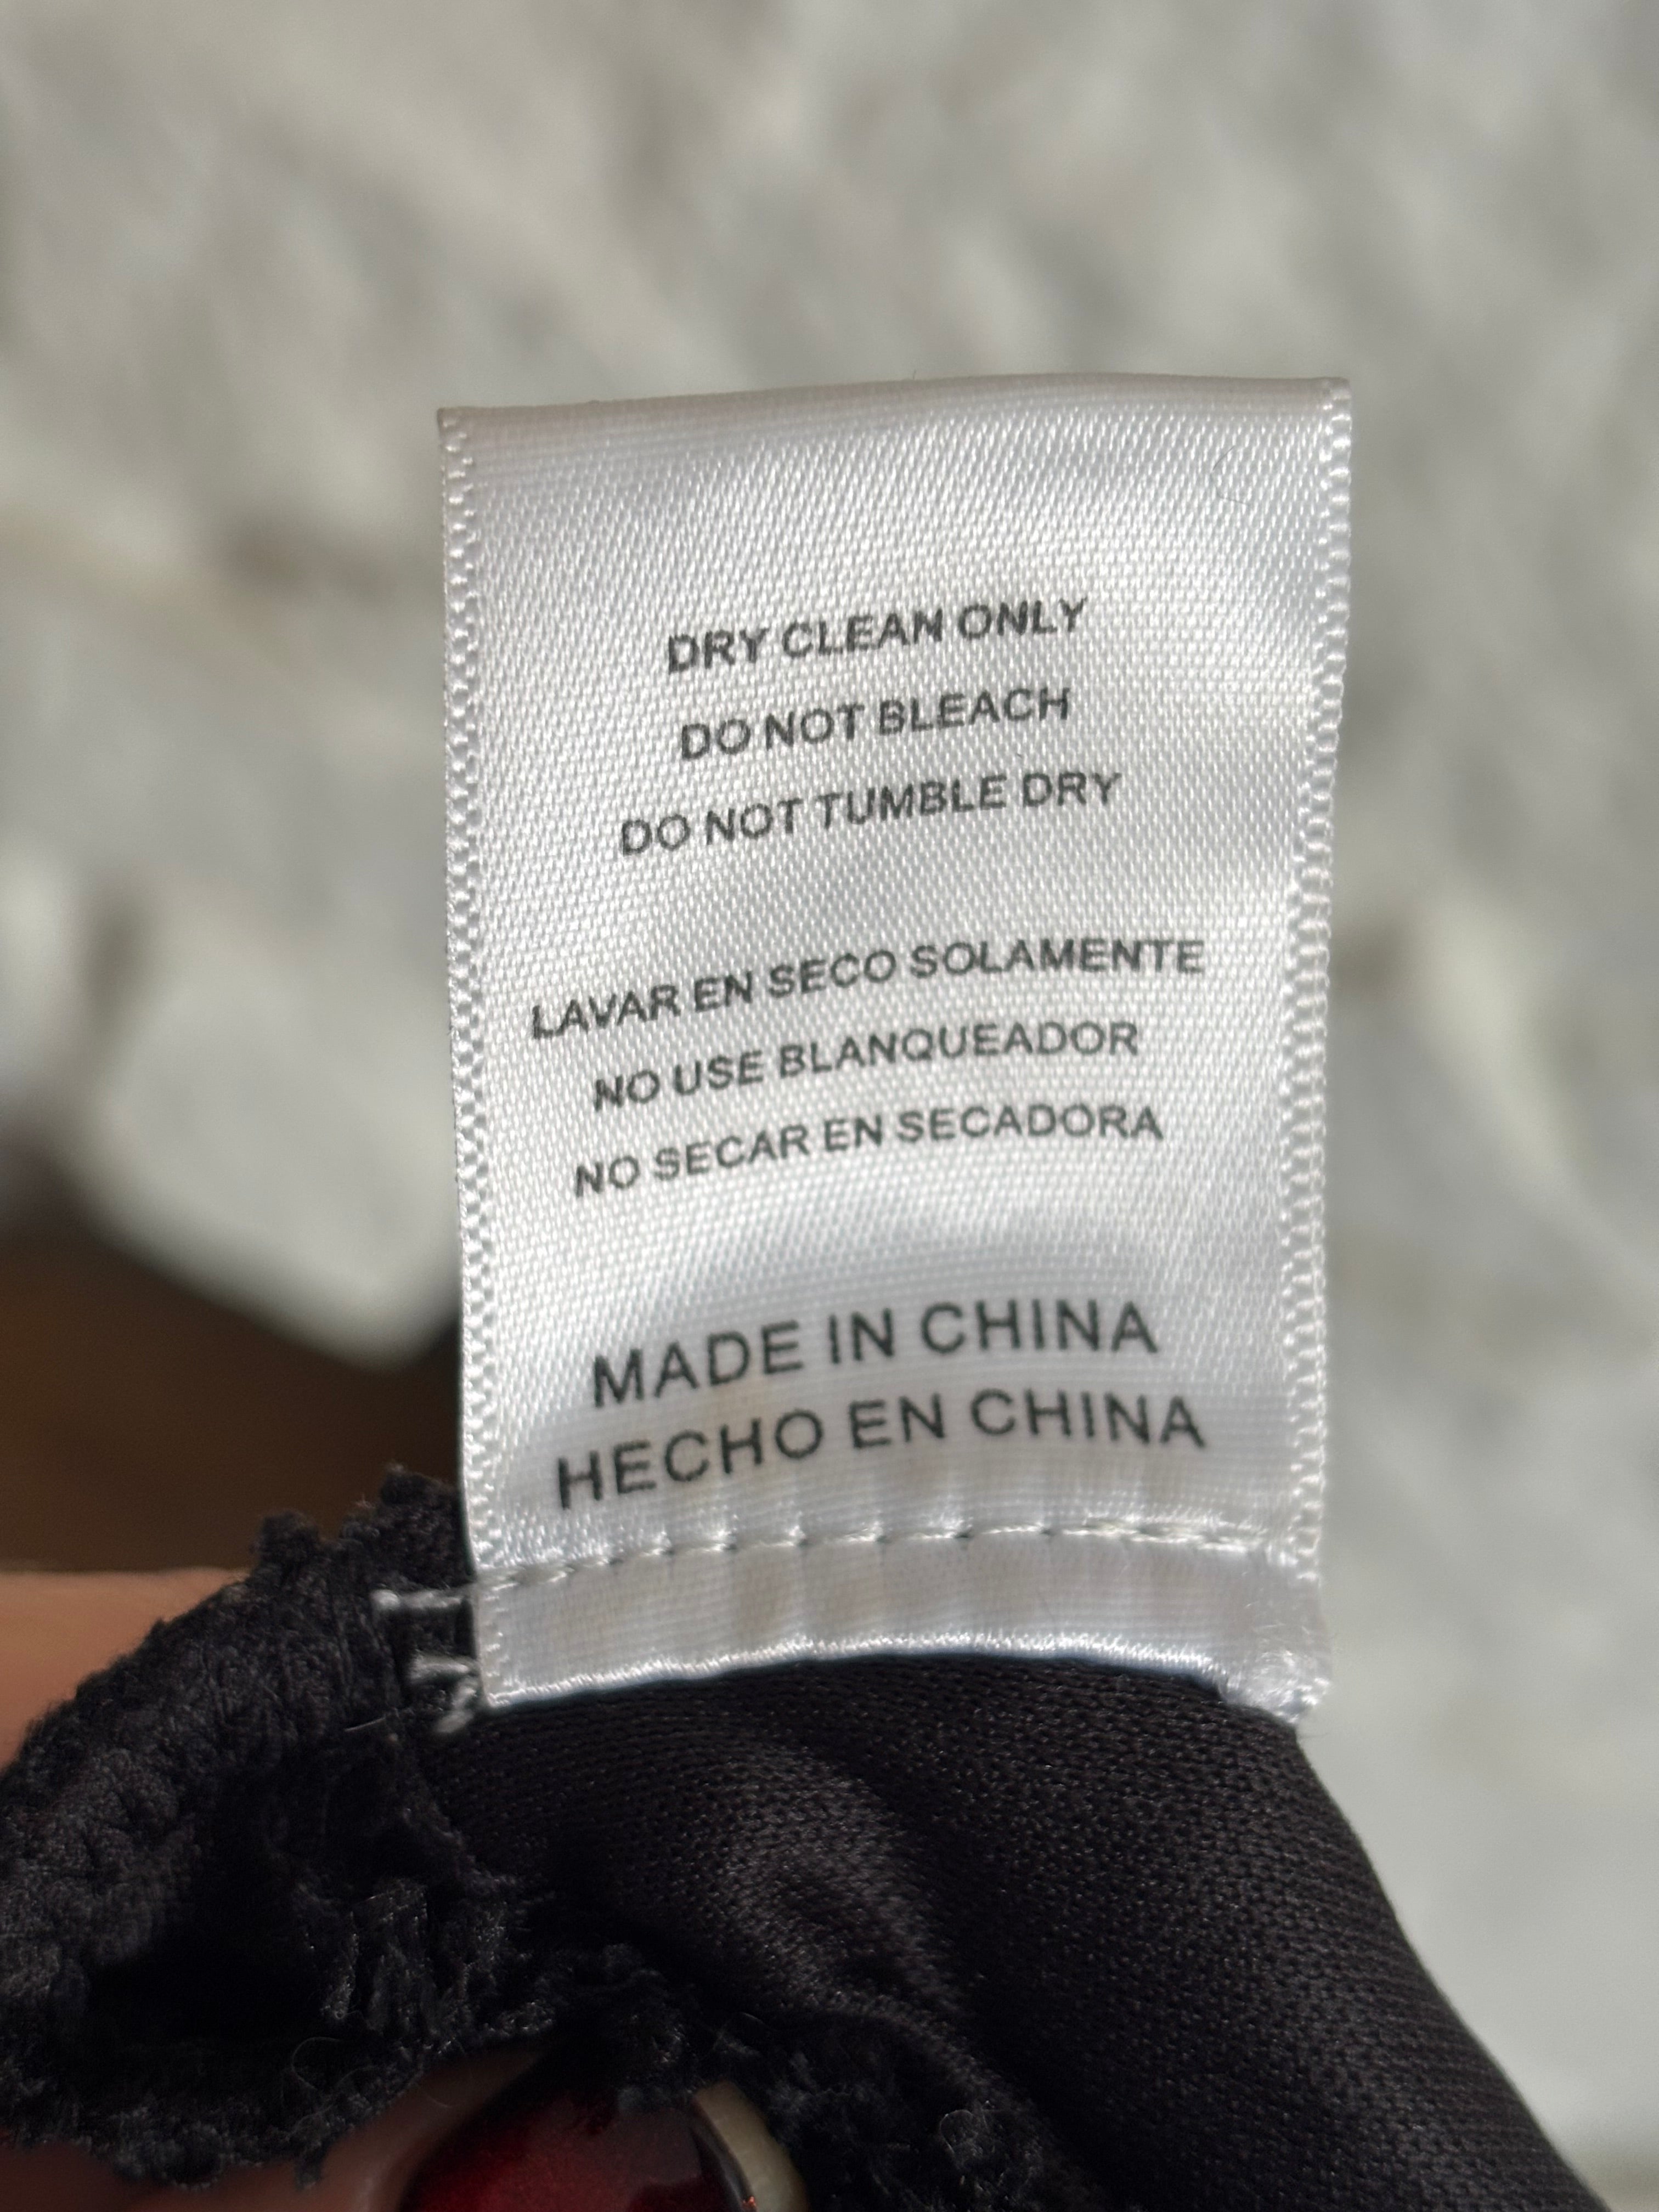 DRY CLEAN ONLY
DO NOT BLEACH
DO NOT TUMBLE DRY
LAVAR EN SECO SOLAMENTE
NO USE BLANQUEADOR
NO SECAR EN SECADORA
MADE IN CHINA
HECHO EN CHINA